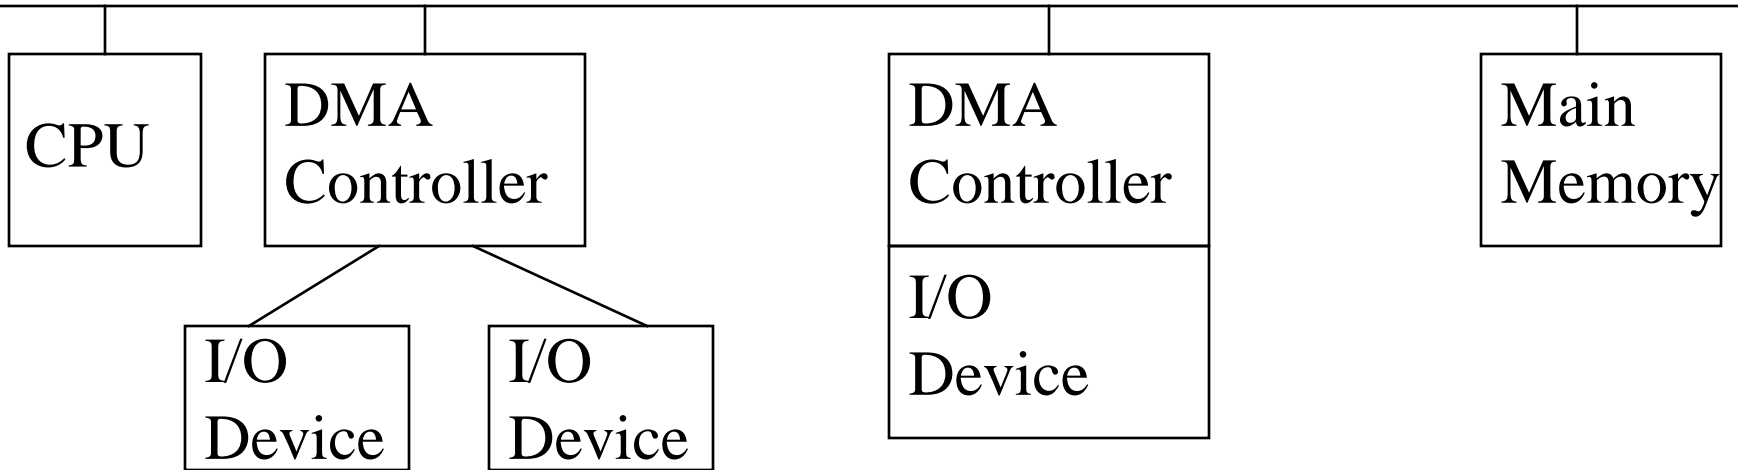 CPU
DMA
Controller
DMA
Controller
Main
Memory
I/O
Device
I/O
Device
I/O
Device